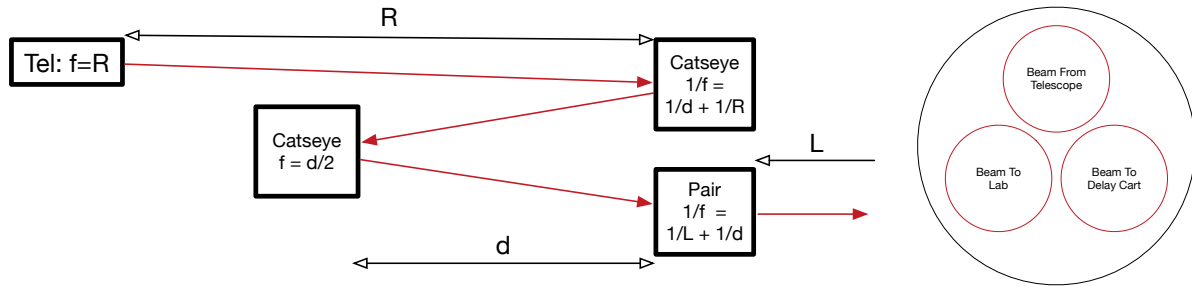 R
Tel: f=R
Catseye
1/f =
1/d + 1/R
Catseye
f = d/2
L
Pair
1/f =
1/L + 1/d
d
Beam From
Telescope
Beam To
Lab
Beam To
Delay Cart